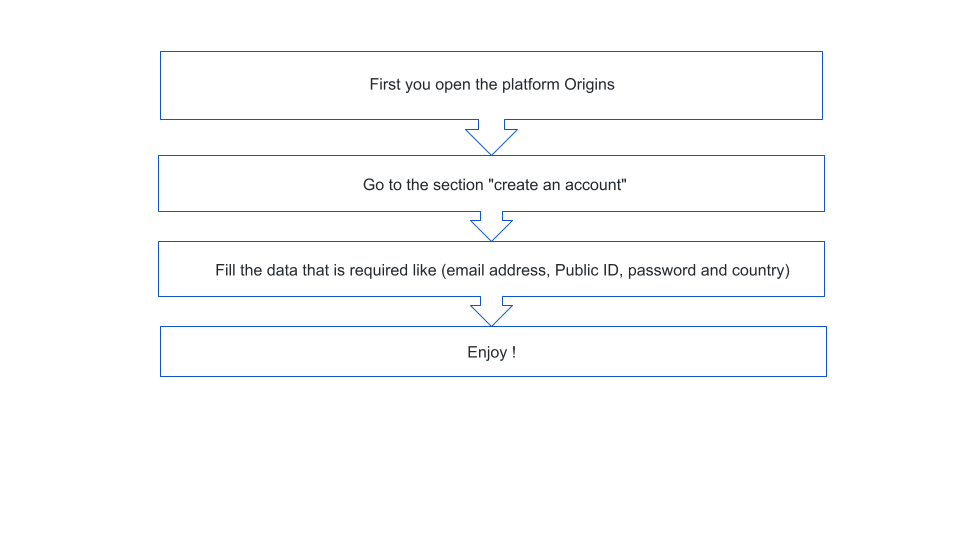 First you open the platform Origins
Go to the section "create an account"
Fill the data that is required like (email address, Public ID, password and country)
Enjoy !